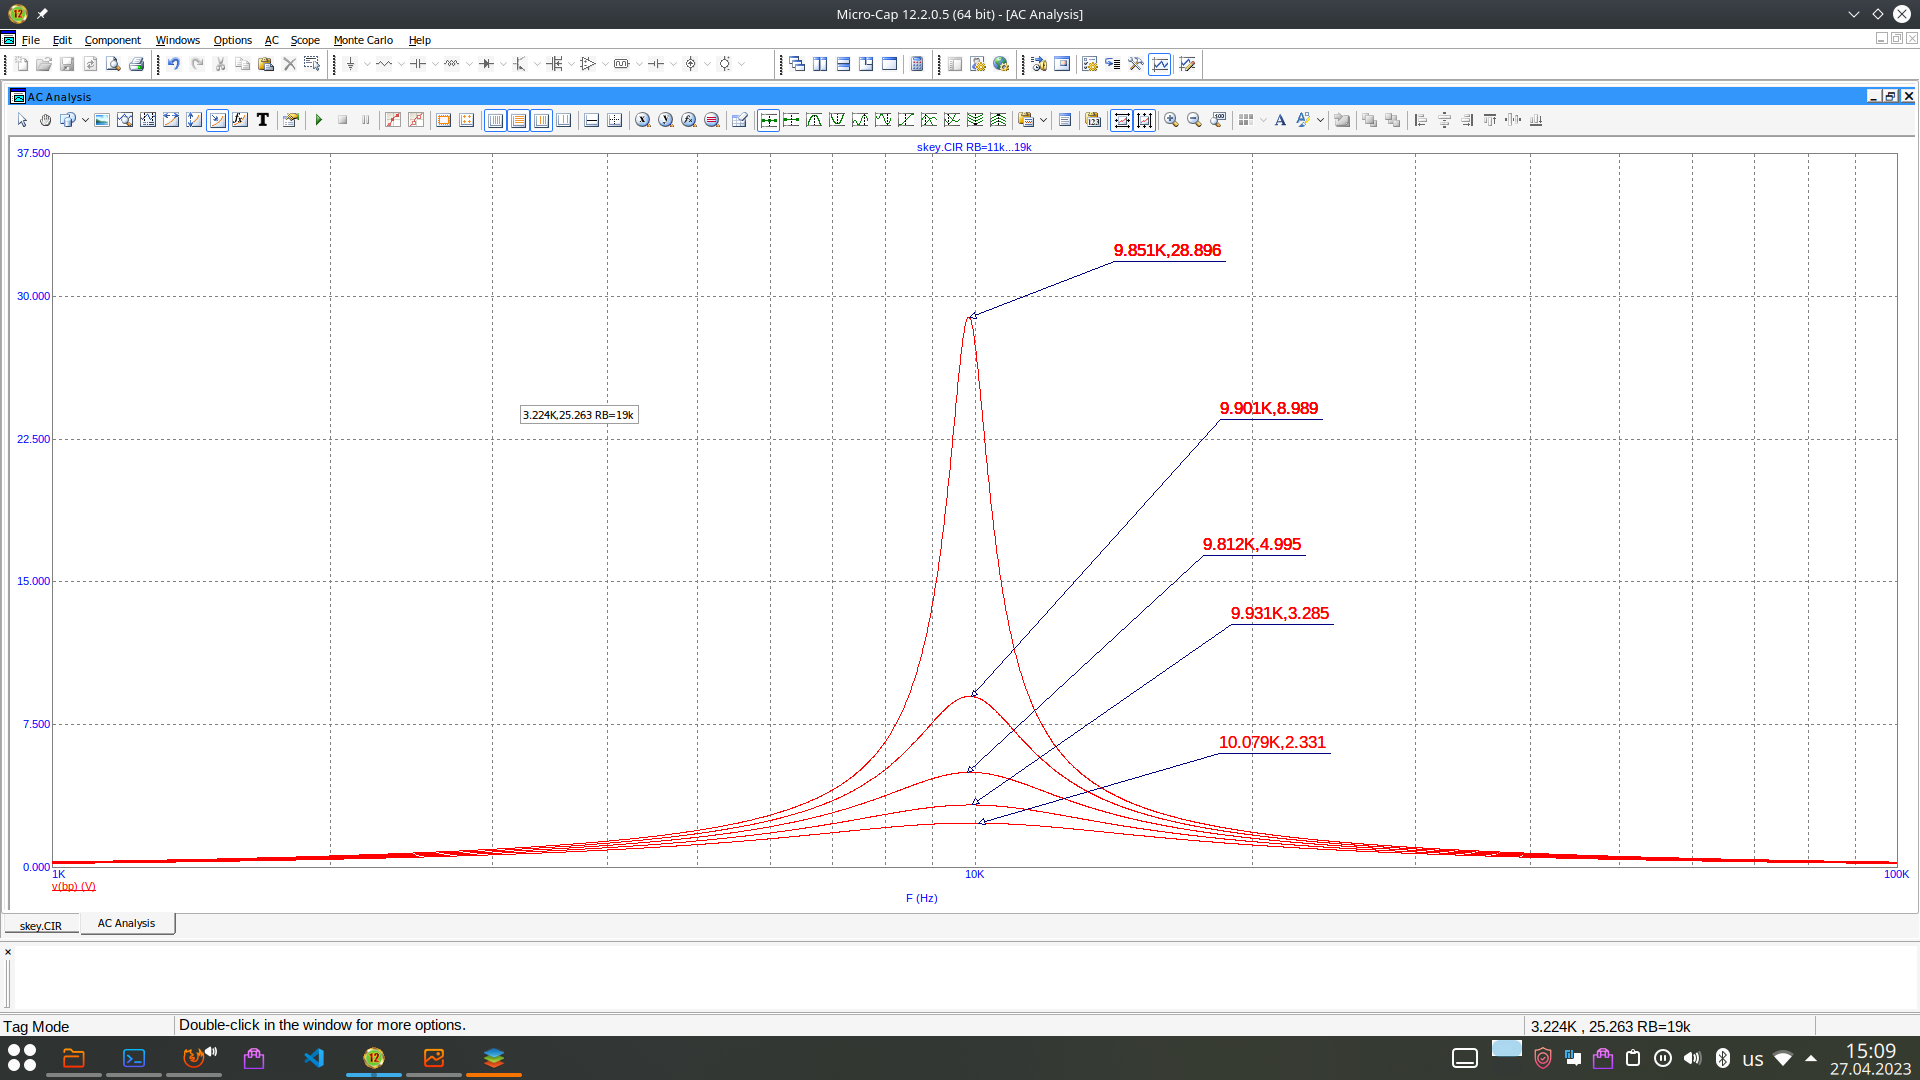 Micro-Cap 12.2.0.5 (64 bit) - [AC Analysis]
File Edit Component Windows Options AC Scope Monte Carlo Help
AC Analysis
skey.CIR RB=11k...19k
37.500
9.851K,28.896
30.000
9.901K,8.989
3.224K,25.263 RB=19k
22.500
9.812K,4.995
15.000
9.931K,3.285
7.500
10.079K,2.331
0.000
1K 10K 100K
v(bp) (V)
F (Hz)
skey.CIR AC Analysis
Tag Mode Double-click in the window for more options. 3.224K , 25.263 RB=19k
12 us 15:09
27.04.2023